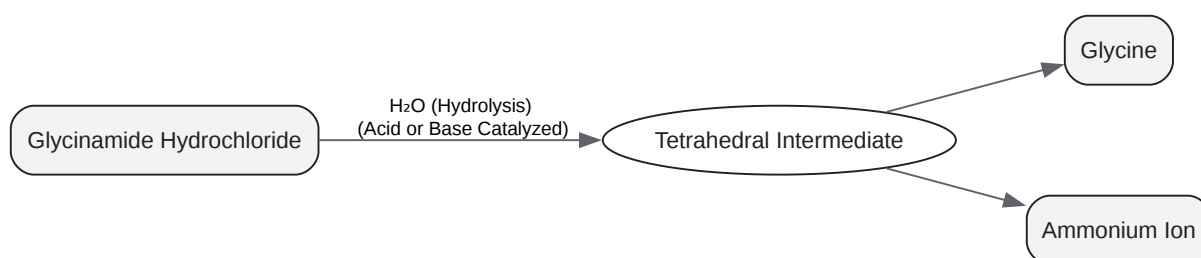 Glycinamide Hydrochloride
H₂O (Hydrolysis)
(Acid or Base Catalyzed)
Tetrahedral Intermediate
Glycine
Ammonium Ion